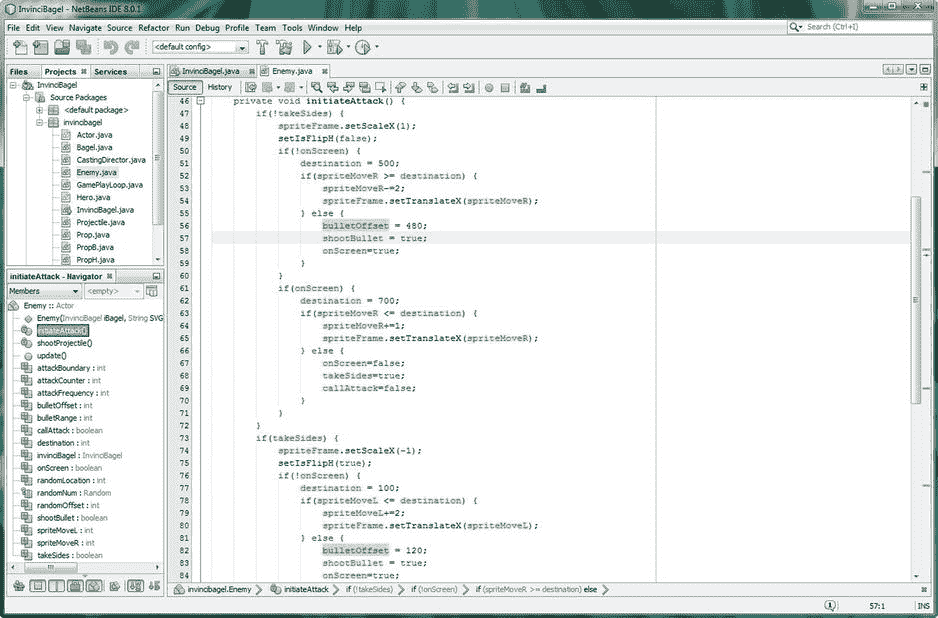 InvinciBagel - NetBeans IDE 8.0.1
File Edit View Navigate Source Refactor Run Debug Profile Team Tools Window Help
Search (Ctrl+I)
<default config>
Files Projects Services
InvinciBagel
Source Packages
<default package>
invincibagel
Actor.java
Bagel.java
CastingDirector.java
Enemy.java
GamePlayLoop.java
Hero.java
InvinciBagel.java
Projectile.java
Prop.java
PropB.java
PropH.java
initiateAttack - Navigator
Members <empty>
Enemy :: Actor
Enemy(InvinciBagel iBagel, String SVG
initiateAttack()
shootProjectile()
update()
attackBoundary : int
attackCounter : int
attackFrequency : int
bulletOffset : int
bulletRange : int
callAttack : boolean
destination : int
invinciBagel : InvinciBagel
onScreen : boolean
randomLocation : int
randomNum : Random
randomOffset : int
shootBullet : boolean
spriteMoveL : int
spriteMoveR : int
takeSides : boolean
InvinciBagel.java Enemy.java
Source History
46 private void initiateAttack() {
47 if(!takeSides) {
48 spriteFrame.setScaleX(1);
49 setIsFlipH(false);
50 if(!onScreen) {
51 destination = 500;
52 if(spriteMoveR >= destination) {
53 spriteMoveR-=2;
54 spriteFrame.setTranslateX(spriteMoveR);
55 } else {
56 bulletOffset = 480;
57 shootBullet = true;
58 onScreen=true;
59 }
60 }
61 if(onScreen) {
62 destination = 700;
63 if(spriteMoveR <= destination) {
64 spriteMoveR+=1;
65 spriteFrame.setTranslateX(spriteMoveR);
66 } else {
67 onScreen=false;
68 takeSides=true;
69 callAttack=false;
70 }
71 }
72 }
73 if(takeSides) {
74 spriteFrame.setScaleX(-1);
75 setIsFlipH(true);
76 if(!onScreen) {
77 destination = 100;
78 if(spriteMoveL <= destination) {
79 spriteMoveL+=2;
80 spriteFrame.setTranslateX(spriteMoveL);
81 } else {
82 bulletOffset = 120;
83 shootBullet = true;
84 onScreen=true;
invincibagel.Enemy initiateAttack if (!takeSides) if (!onScreen) if (spriteMoveR >= destination) else
57:1 INS